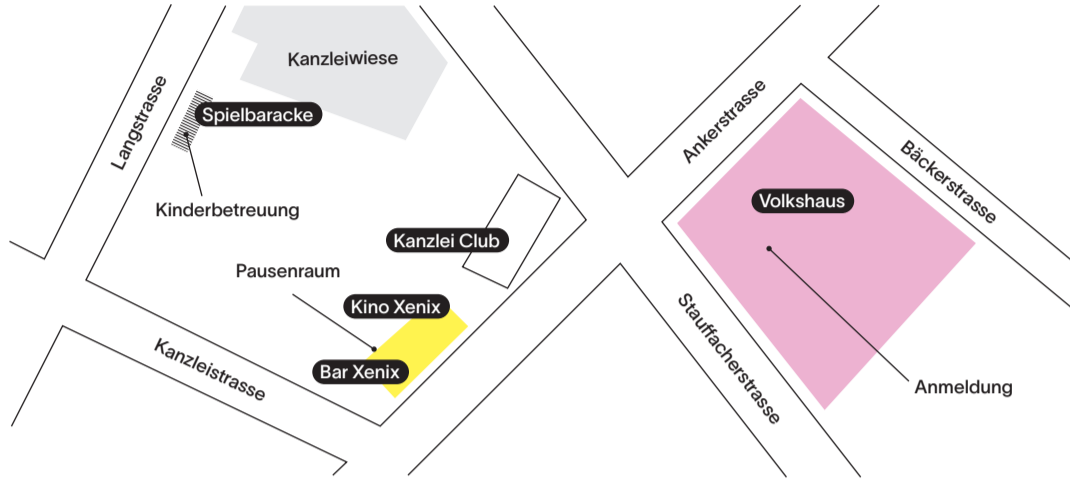 Kanzleiwiese
Langstrasse
Spielbaracke
Ankerstrasse
Bäckerstrasse
Kinderbetreuung
Volkshaus
Kanzlei Club
Pausenraum
Kino Xenix
Stauffacherstrasse
Kanzleistrasse
Bar Xenix
Anmeldung